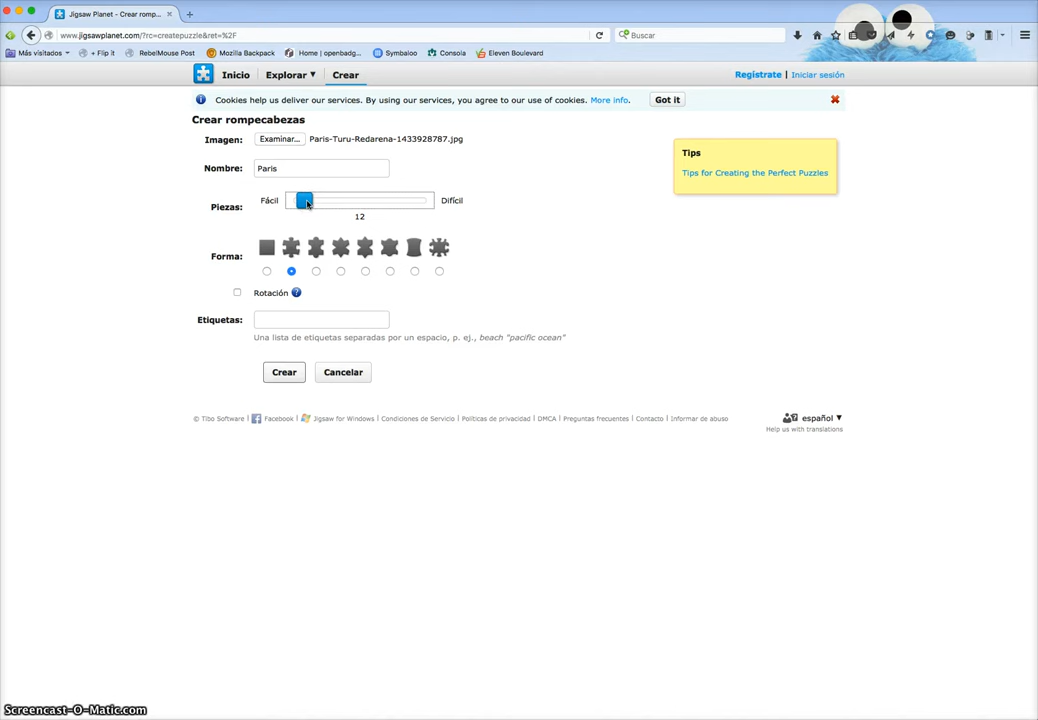 Jigsaw Planet - Crear romp...
www.jigsawplanet.com/?rc=createpuzzle&ret=%2F
Buscar
Más visitados
+ Flip it
RebelMouse Post
Mozilla Backpack
Home | openbadg...
Symbaloo
Consola
Eleven Boulevard
Inicio
Explorar ▼
Crear
Regístrate | Iniciar sesión
Cookies help us deliver our services. By using our services, you agree to our use of cookies. More info. Got it
Crear rompecabezas
Imagen: Examinar... Paris-Turu-Redarena-1433928787.jpg
Tips
Tips for Creating the Perfect Puzzles
Nombre: Paris
Piezas: Fácil Difícil
12
Forma:
Rotación
Etiquetas:
Una lista de etiquetas separadas por un espacio, p. ej., beach "pacific ocean"
Crear Cancelar
© Tibo Software | Facebook | Jigsaw for Windows | Condiciones de Servicio | Políticas de privacidad | DMCA | Preguntas frecuentes | Contacto | Informar de abuso
español ▼
Help us with translations
Screencast-O-Matic.com